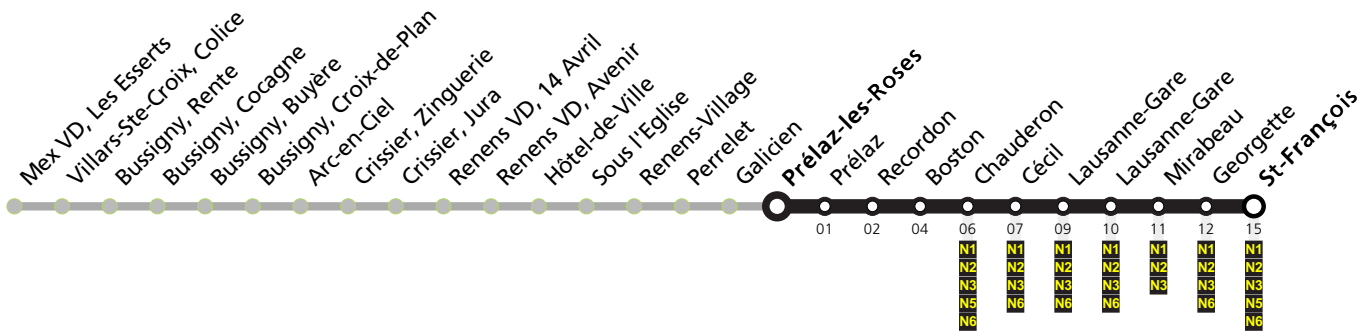 Mex VD, Les Esserts
Villars-Ste-Croix, Colice
Bussigny, Rente
Bussigny, Cocagne
Bussigny, Buyère
Bussigny, Croix-de-Plan
Arc-en-Ciel
Crissier, Zinguerie
Crissier, Jura
Renens VD, 14 Avril
Renens VD, Avenir
Hôtel-de-Ville
Sous l'Eglise
Renens-Village
Perrelet
Galicien
Prélaz-les-Roses
Prélaz
Recordon
Boston
Chauderon
Cécil
Lausanne-Gare
Lausanne-Gare
Mirabeau
Georgette
St-François
01 02 04 06 07 09 10 11 12 15
N1 N1 N1 N1 N1 N1 N1
N2 N2 N2 N2 N2 N2 N2
N3 N3 N3 N3 N3 N3 N3
N5 N6 N6 N6 N6 N5
N6 N6